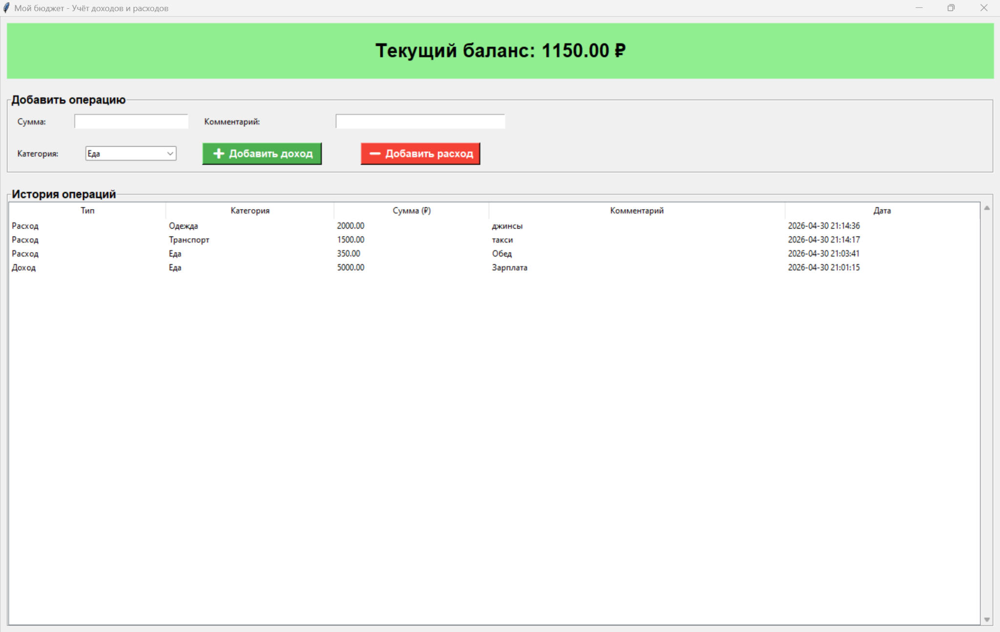 Мой бюджет - Учёт доходов и расходов
Текущий баланс: 1150.00 ₽
Добавить операцию
Сумма: Комментарий:
Категория: Еда + Добавить доход − Добавить расход
История операций
Тип Категория Сумма (₽) Комментарий Дата
Расход Одежда 2000.00 джинсы 2026-04-30 21:14:36
Расход Транспорт 1500.00 такси 2026-04-30 21:14:17
Расход Еда 350.00 Обед 2026-04-30 21:03:41
Доход Еда 5000.00 Зарплата 2026-04-30 21:01:15